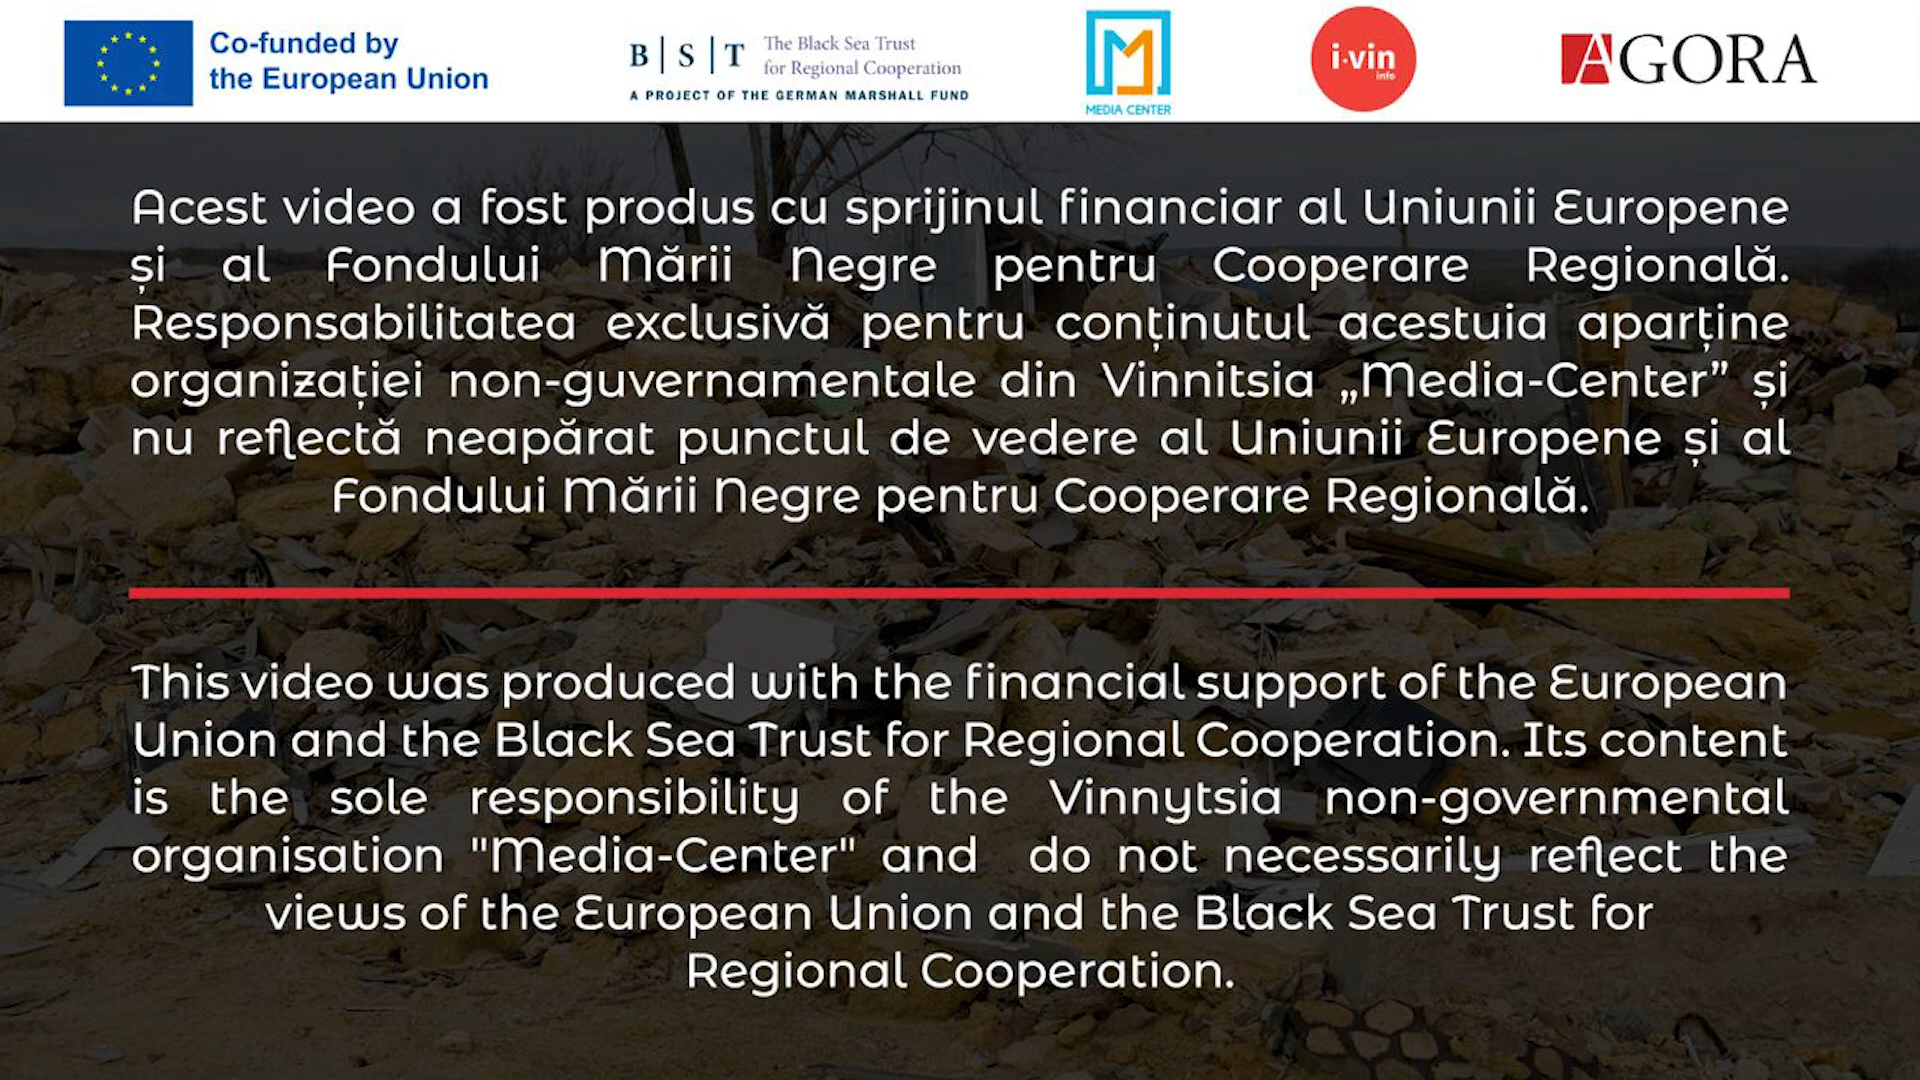 Co-funded by
the European Union
B|S|T
The Black Sea Trust
for Regional Cooperation
A PROJECT OF THE GERMAN MARSHALL FUND
MEDIA CENTER
i·vin
info
AGORA
Acest video a fost produs cu sprijinul financiar al Uniunii Europene
și al Fondului Mării Negre pentru Cooperare Regională.
Responsabilitatea exclusivă pentru conținutul acestuia aparține
organizației non-guvernamentale din Vinnitsia „Media-Center” și
nu reflectă neapărat punctul de vedere al Uniunii Europene și al
Fondului Mării Negre pentru Cooperare Regională.
This video was produced with the financial support of the European
Union and the Black Sea Trust for Regional Cooperation. Its content
is the sole responsibility of the Vinnytsia non-governmental
organisation "Media-Center" and do not necessarily reflect the
views of the European Union and the Black Sea Trust for
Regional Cooperation.